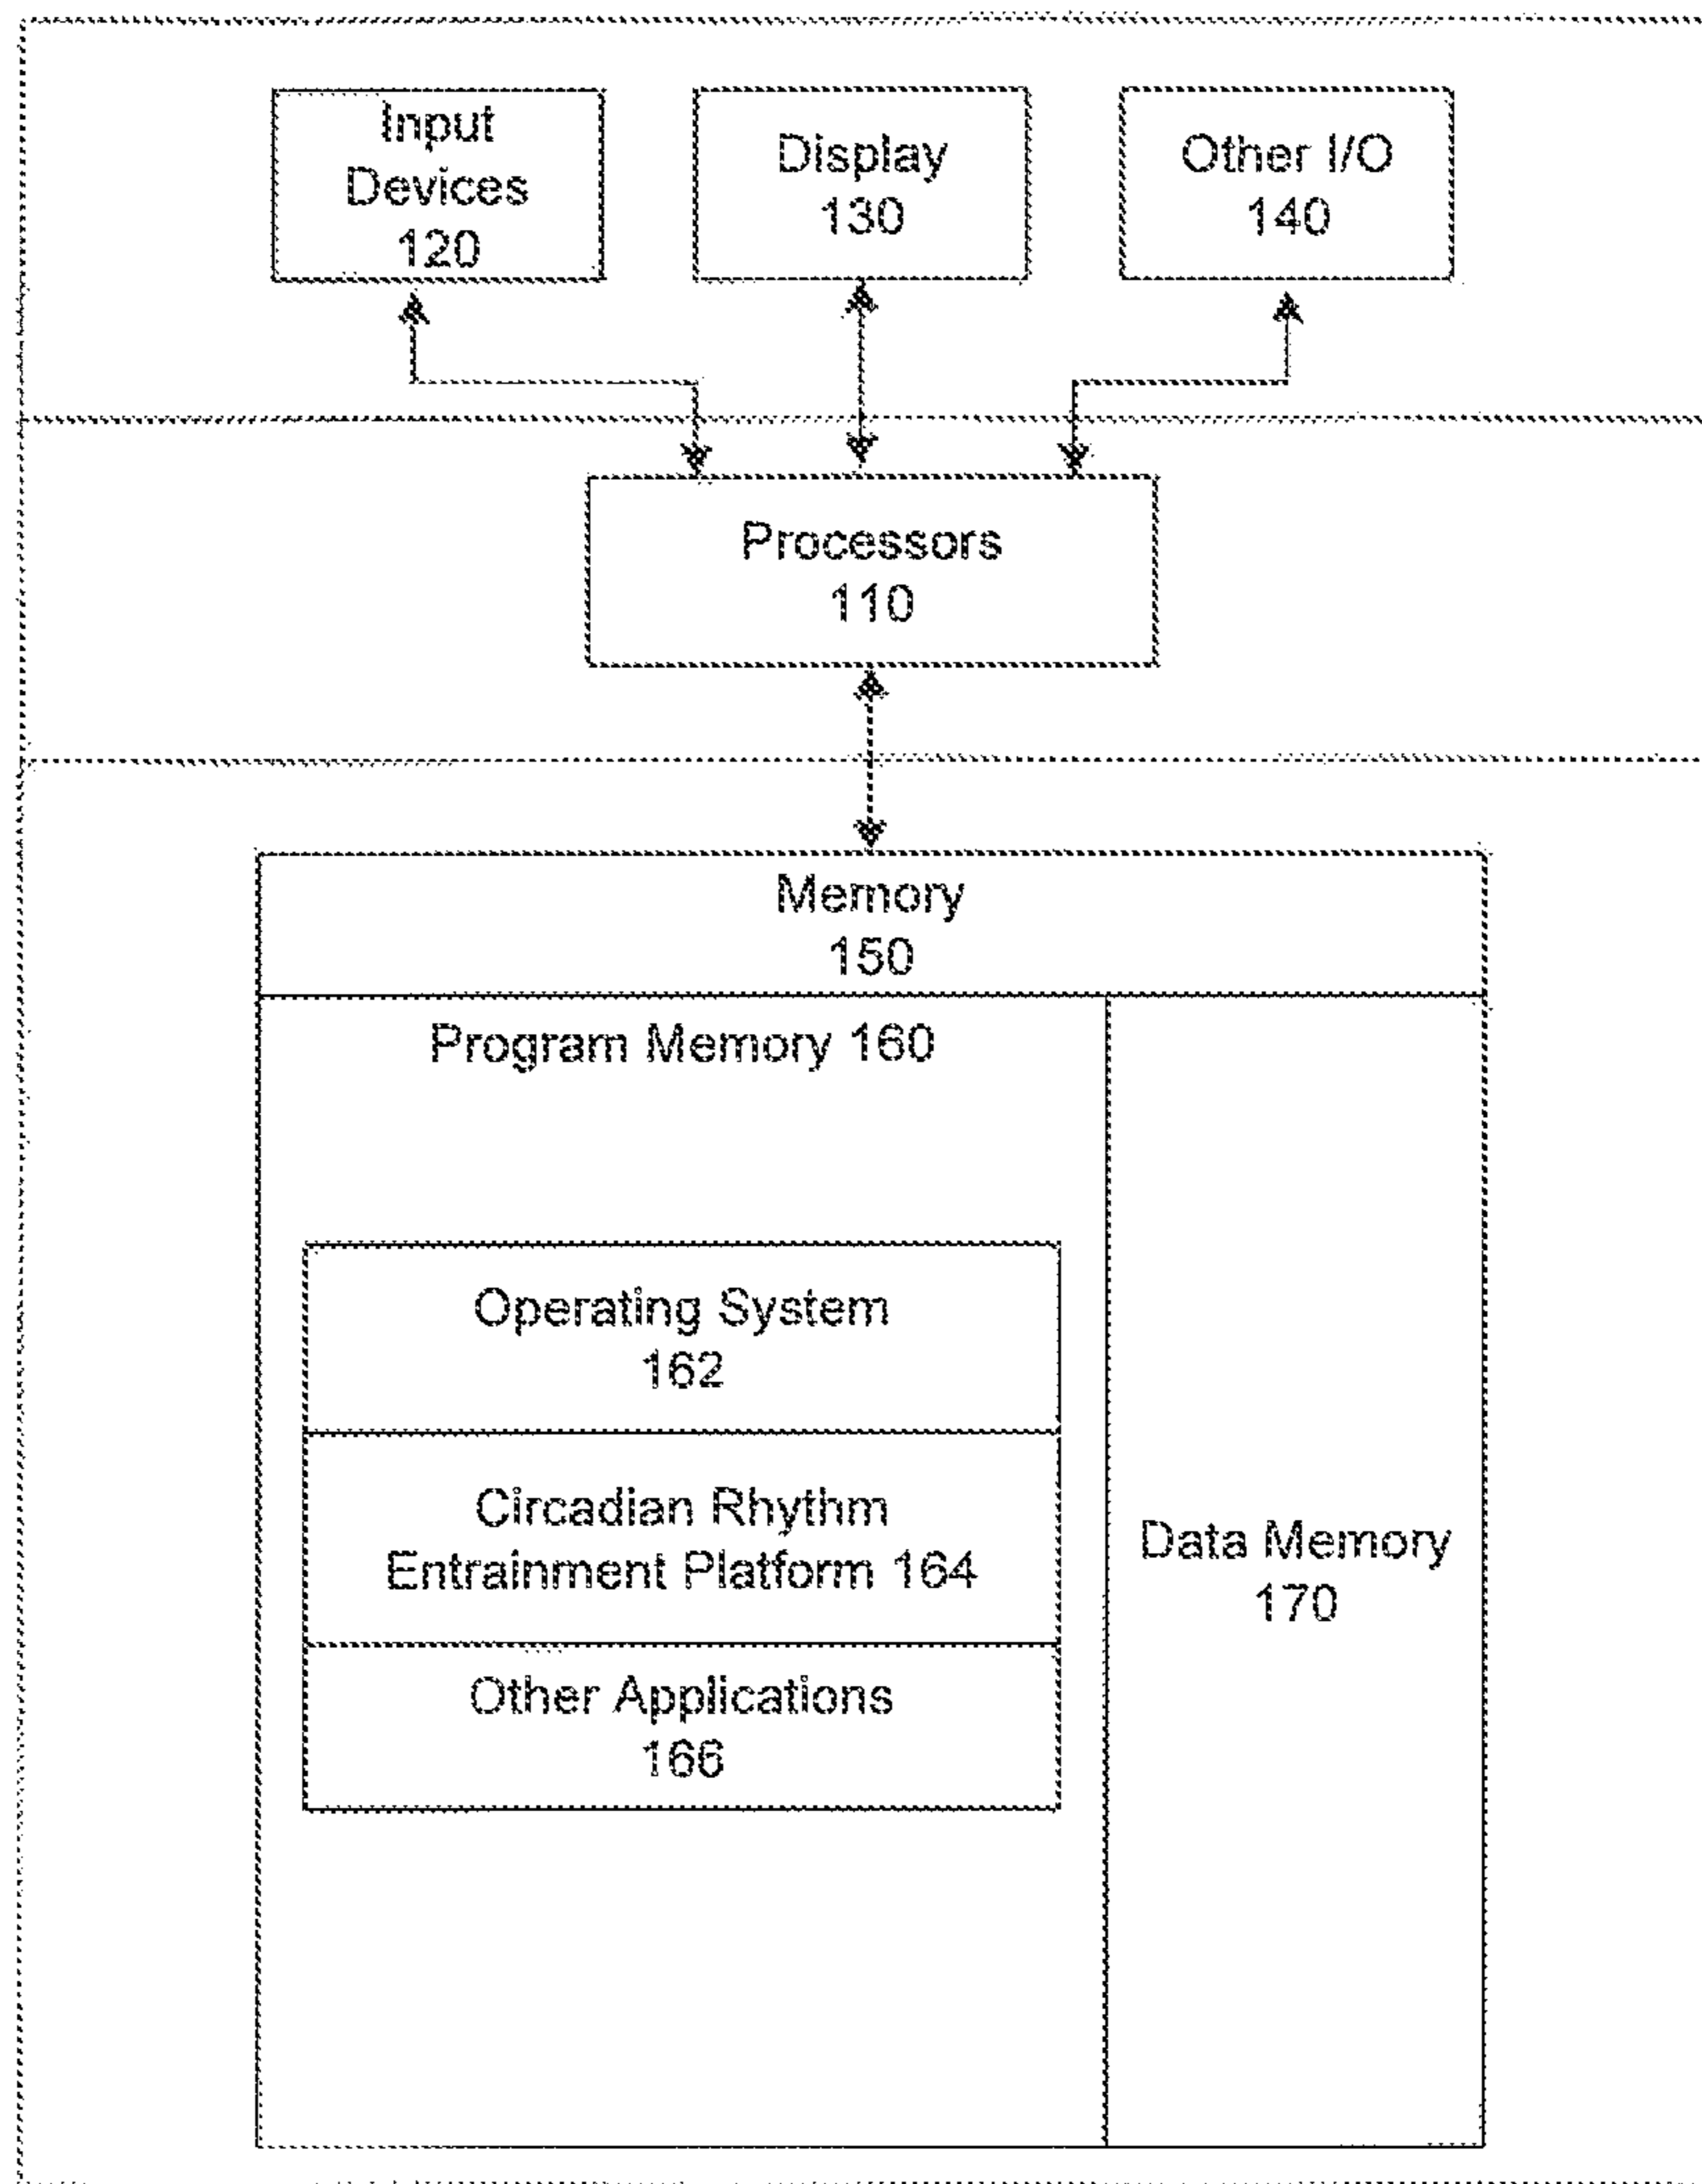 Input
Devices
120
Display
130
Other I/O
140
Processors
110
Memory
150
Program Memory 160
Operating System
162
Circadian Rhythm
Entrainment Platform 164
Other Applications
166
Data Memory
170